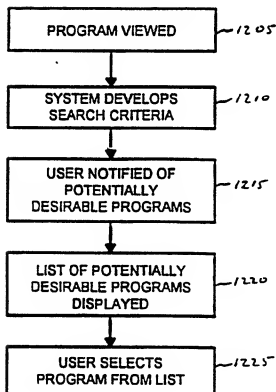 PROGRAM VIEWED
1205
SYSTEM DEVELOPS
SEARCH CRITERIA
1210
USER NOTIFIED OF
POTENTIALLY
DESIRABLE PROGRAMS
1215
LIST OF POTENTIALLY
DESIRABLE PROGRAMS
DISPLAYED
1220
USER SELECTS
PROGRAM FROM LIST
1225